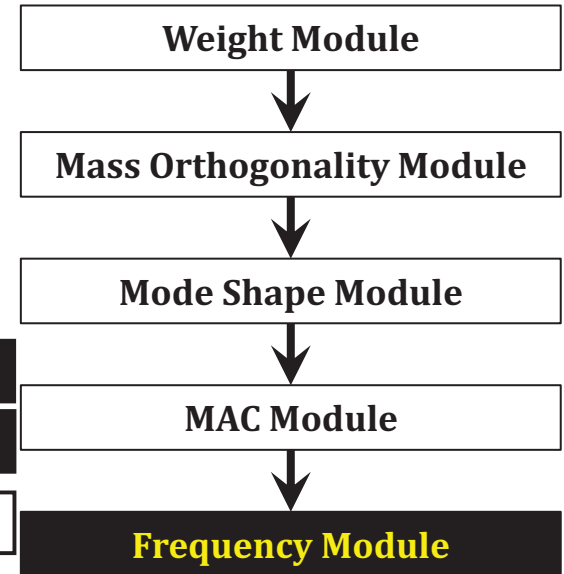 Weight Module
Mass Orthogonality Module
Mode Shape Module
MAC Module
Frequency Module